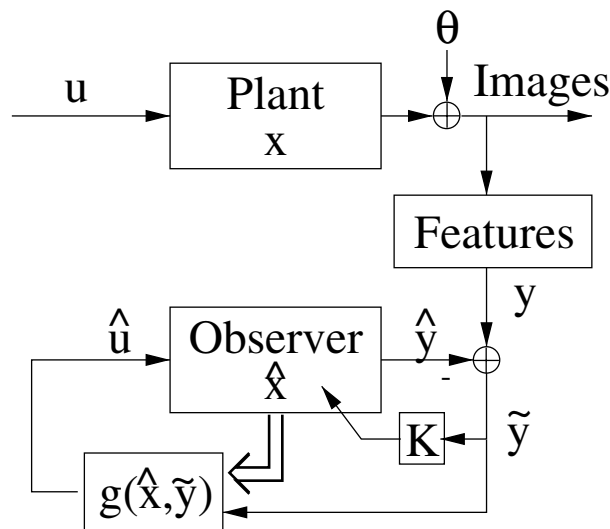 θ
u
Plant
x
Images
Features
y
û
Observer
x̂
ŷ
-
K
ỹ
g(x̂,ỹ)